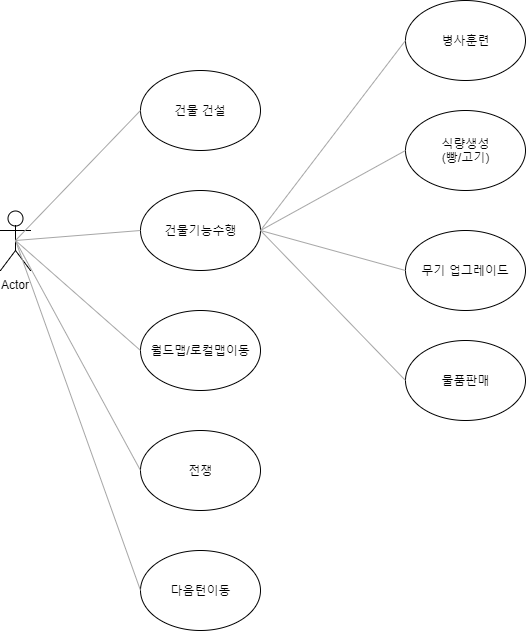 병사훈련
건물 건설
식량생성
(빵/고기)
건물기능수행
Actor
무기 업그레이드
월드맵/로컬맵이동
물품판매
전쟁
다음턴이동